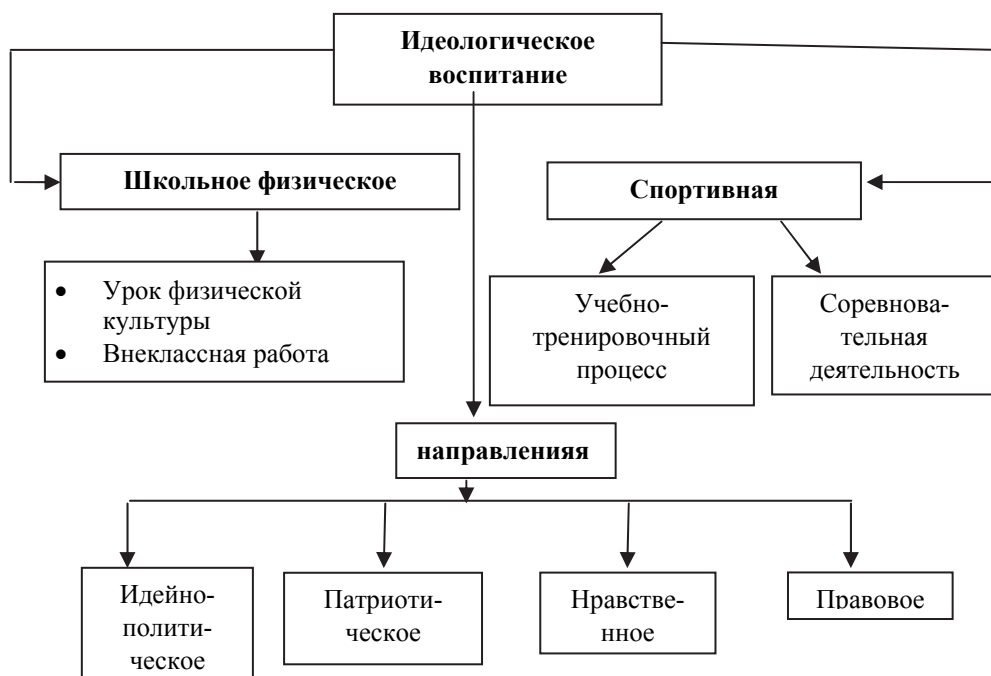 Идеологическое
воспитание
Школьное физическое
Спортивная
• Урок физической
культуры
• Внеклассная работа
Учебно-
тренировочный
процесс
Соревнова-
тельная
деятельность
направленияя
Идейно-
полити-
ческое
Патриоти-
ческое
Нравстве-
нное
Правовое